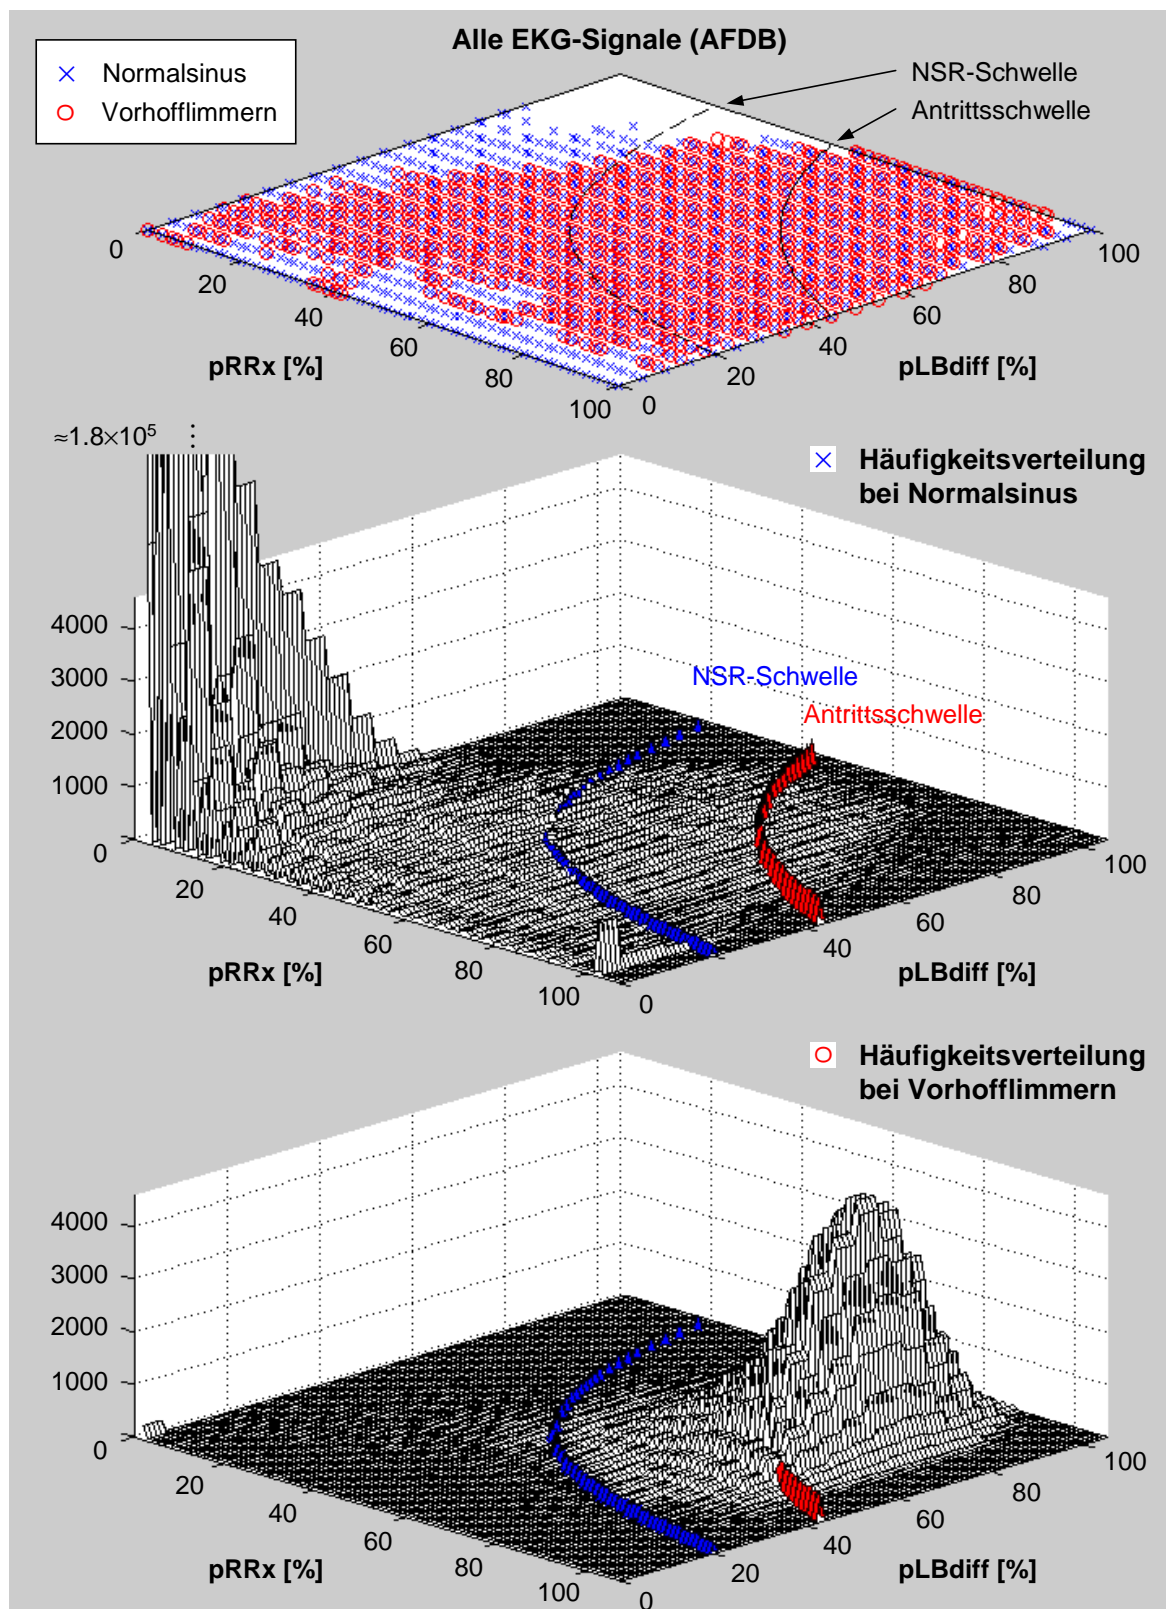 Alle EKG-Signale (AFDB)
× Normalsinus
○ Vorhofflimmern
NSR-Schwelle
Antrittsschwelle
0
20
40
60
80
100
pRRx [%]
0
20
40
60
80
100
pLBdiff [%]
≈1.8×10⁵
× Häufigkeitsverteilung
bei Normalsinus
NSR-Schwelle
Antrittsschwelle
4000
3000
2000
1000
0
20
40
60
80
100
pRRx [%]
0
20
40
60
80
100
pLBdiff [%]
○ Häufigkeitsverteilung
bei Vorhofflimmern
4000
3000
2000
1000
0
20
40
60
80
100
pRRx [%]
0
20
40
60
80
100
pLBdiff [%]